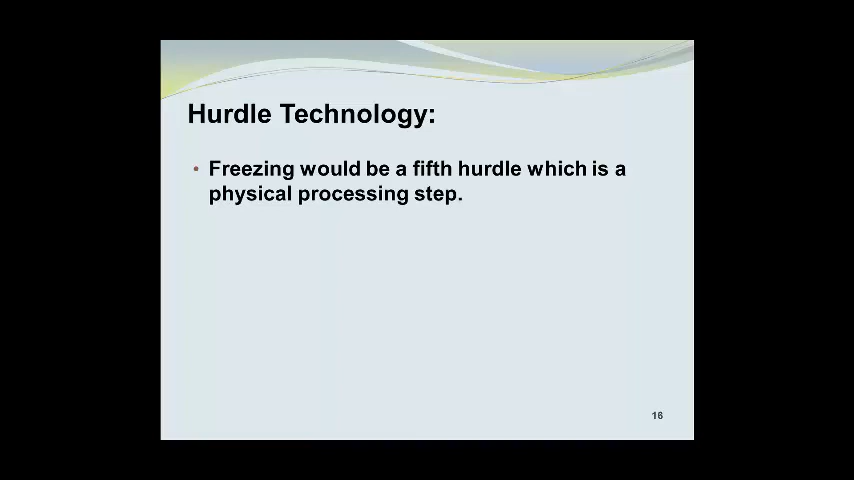 Hurdle Technology:
• Freezing would be a fifth hurdle which is a
physical processing step.
16